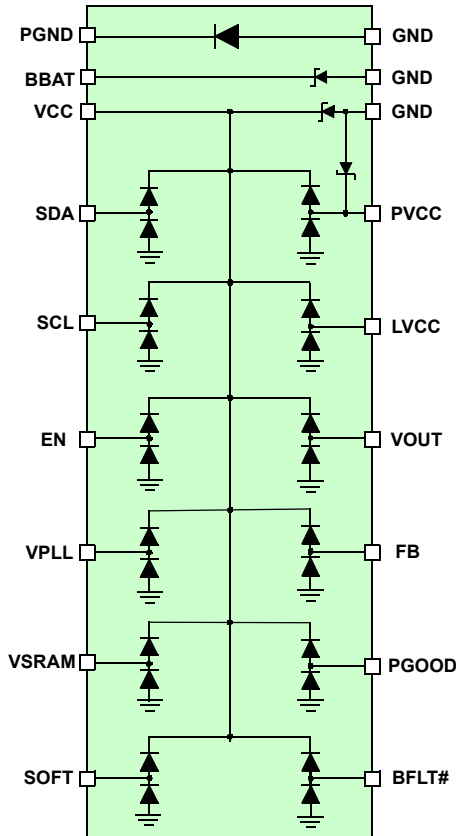 PGND
GND
BBAT
GND
VCC
GND
SDA
PVCC
SCL
LVCC
EN
VOUT
VPLL
FB
VSRAM
PGOOD
SOFT
BFLT#